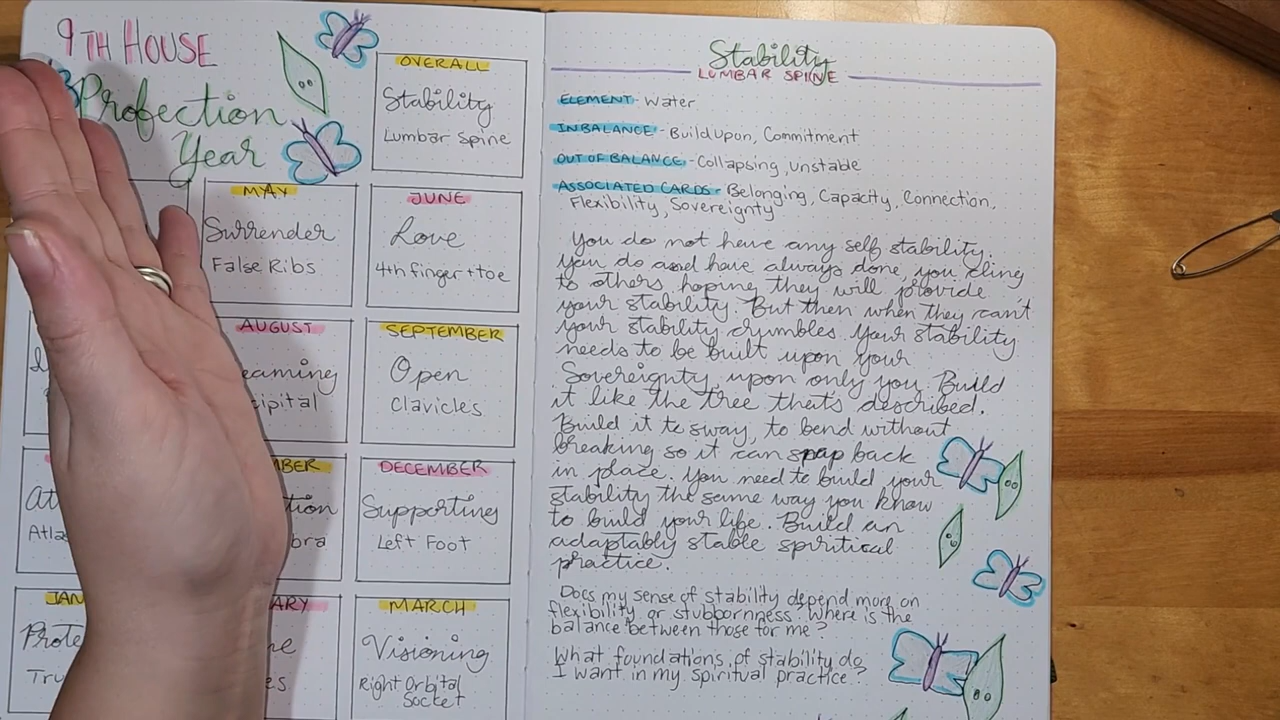 9TH HOUSE
Profection
Year
OVERALL
Stability
Lumbar Spine
MAY
Surrender
False Ribs
JUNE
Love
4th finger + toe
AUGUST
SEPTEMBER
Open
Clavicles
DECEMBER
Supporting
Left Foot
MARCH
Visioning
Right Orbital
Socket
Stability
LUMBAR SPINE
ELEMENT - Water
IN BALANCE - Build Upon, Commitment
OUT OF BALANCE - Collapsing, unstable
ASSOCIATED CARDS - Belonging, Capacity, Connection,
Flexibility, Sovereignty
You do not have any self stability.
You do and have always done, you cling
to others, hoping they will provide
your stability. But then when they can't
your stability crumbles. Your stability
needs to be built upon your
Sovereignty, upon only you. Build
it like the tree that's described.
Build it to sway, to bend without
breaking so it can snap back
in place. You need to build your
stability the same way you know
to build your life. Build an
adaptably stable spiritical
practice.
Does my sense of stability depend more on
flexibility or stubbornness. Where is the
balance between those for me?
What foundations of stability do
I want in my spiritual practice?